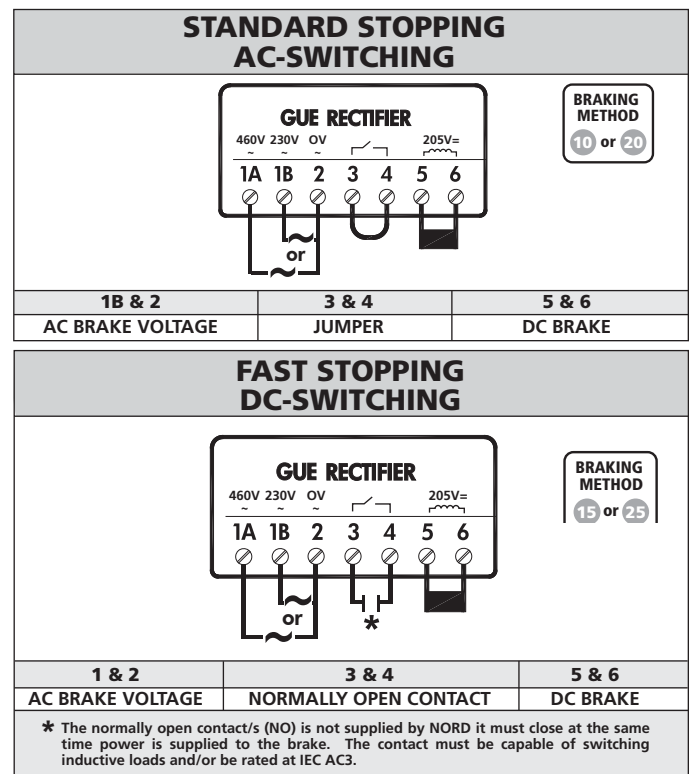 STANDARD STOPPING
AC-SWITCHING
GUE RECTIFIER
460V 230V OV 205V=
~ ~ ~
1A 1B 2 3 4 5 6
~
or
~
BRAKING
METHOD
10 or 20
1B & 2 3 & 4 5 & 6
AC BRAKE VOLTAGE JUMPER DC BRAKE
FAST STOPPING
DC-SWITCHING
GUE RECTIFIER
460V 230V OV 205V=
~ ~ ~
1A 1B 2 3 4 5 6
~
or *
~
BRAKING
METHOD
15 or 25
1 & 2 3 & 4 5 & 6
AC BRAKE VOLTAGE NORMALLY OPEN CONTACT DC BRAKE
* The normally open contact/s (NO) is not supplied by NORD it must close at the same
time power is supplied to the brake. The contact must be capable of switching
inductive loads and/or be rated at IEC AC3.